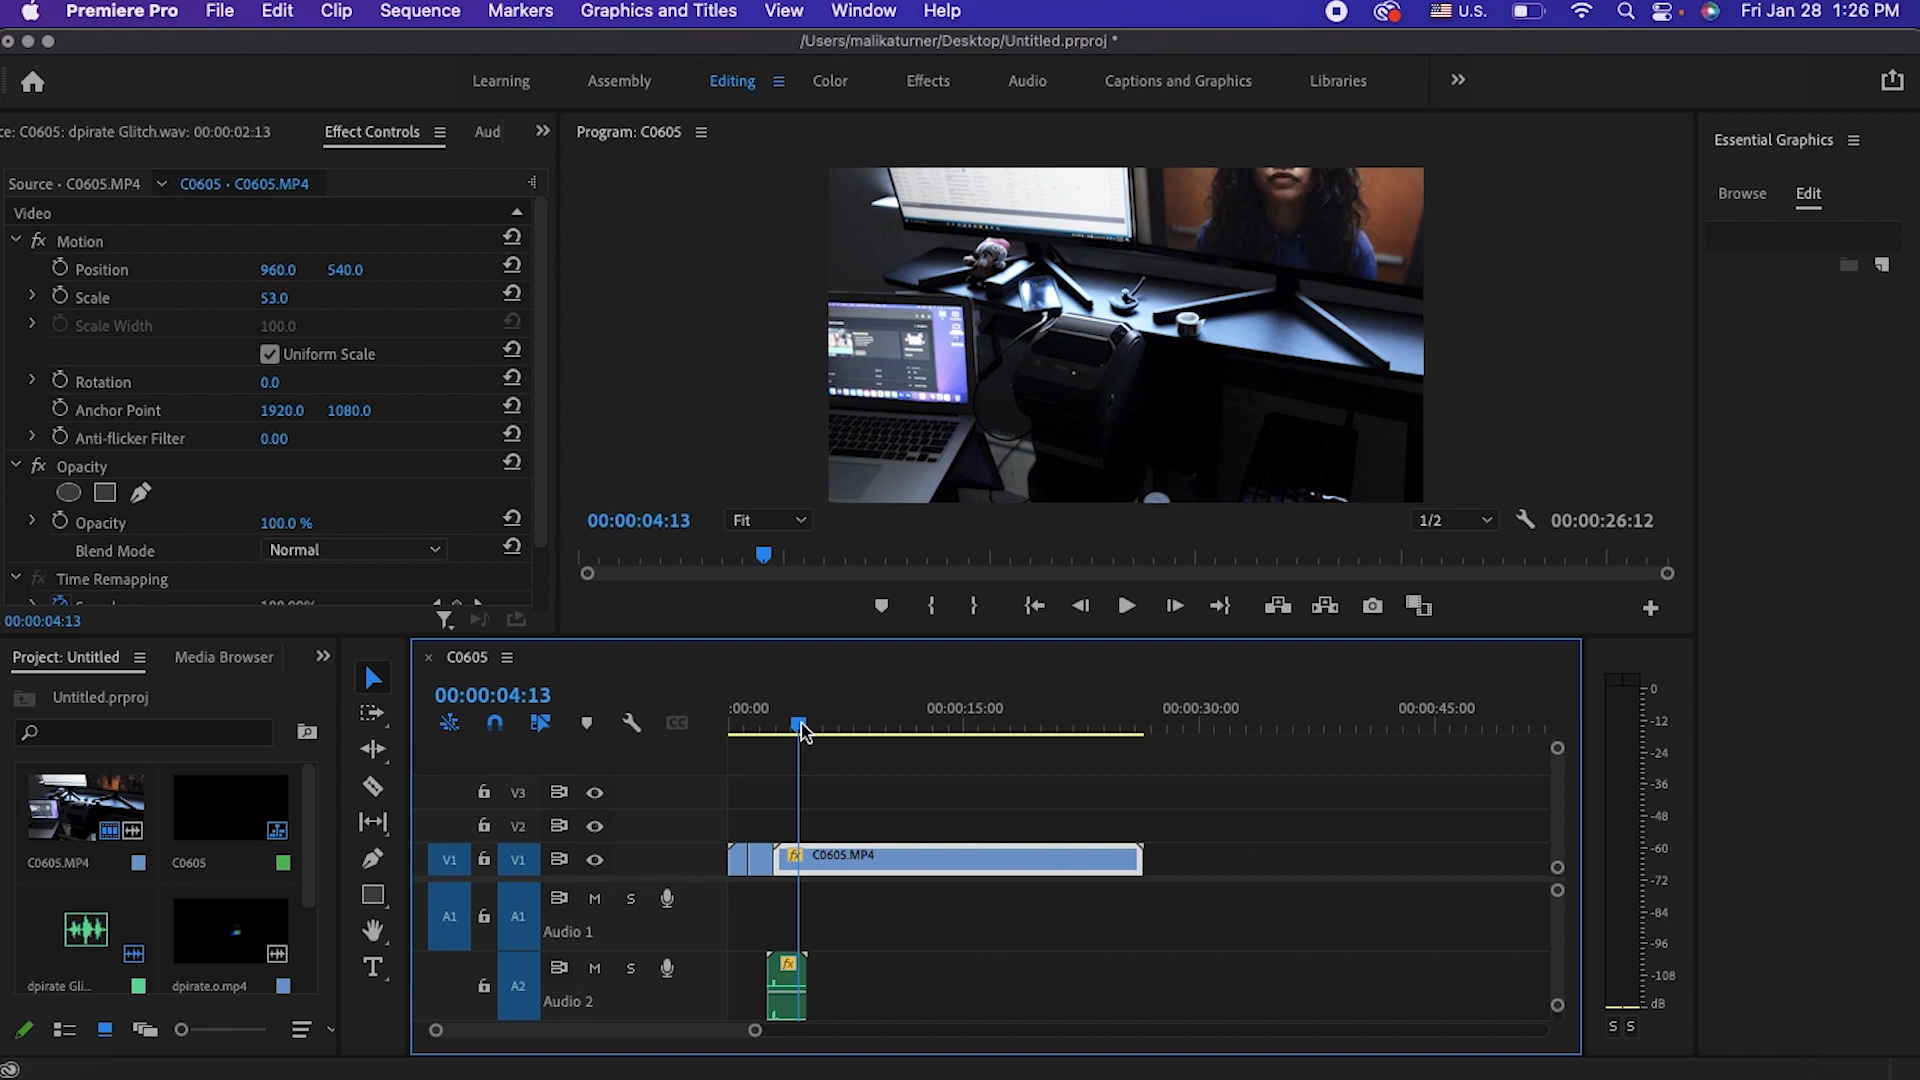 Premiere Pro File Edit Clip Sequence Markers Graphics and Titles View Window Help U.S. Fri Jan 28 1:26 PM
/Users/malikaturner/Desktop/Untitled.prproj *
Learning Assembly Editing Color Effects Audio Captions and Graphics Libraries
ce: C0605: dpirate Glitch.wav: 00:00:02:13 Effect Controls Aud
Program: C0605
Essential Graphics
Browse Edit
Source • C0605.MP4 C0605 • C0605.MP4
Video
fx Motion
Position 960.0 540.0
Scale 53.0
Scale Width 100.0
Uniform Scale
Rotation 0.0
Anchor Point 1920.0 1080.0
Anti-flicker Filter 0.00
fx Opacity
Opacity 100.0 %
Blend Mode Normal
fx Time Remapping
00:00:04:13
00:00:04:13 Fit 1/2 00:00:26:12
Project: Untitled Media Browser
Untitled.prproj
C0605.MP4 C0605
dpirate Gli... dpirate.o.mp4
C0605
00:00:04:13
:00:00 00:00:15:00 00:00:30:00 00:00:45:00
V3
V2
V1 V1 fx C0605.MP4
A1 A1 M S
Audio 1
A2 M S fx
Audio 2
0
-12
-24
-36
-48
-60
-72
-84
-96
-108
dB
S S